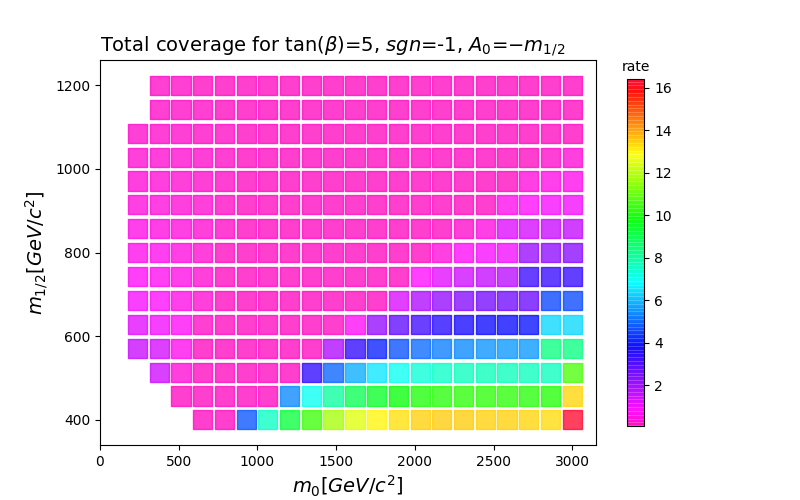 Total coverage for tan(β)=5, sgn=-1, A₀=−m₁/₂
rate
1200
1000
800
600
400
m₁/₂[GeV/c²]
0 500 1000 1500 2000 2500 3000
m₀[GeV/c²]
16
14
12
10
8
6
4
2